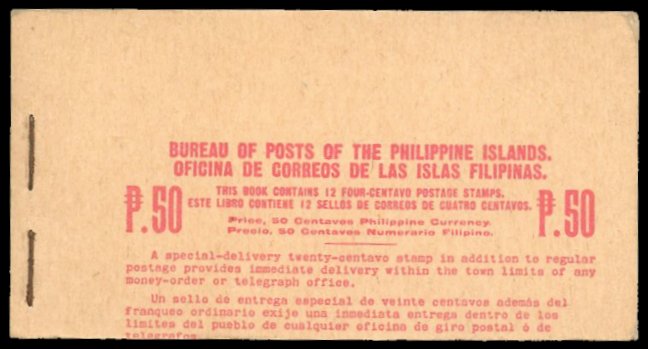 BUREAU OF POSTS OF THE PHILIPPINE ISLANDS.
OFICINA DE CORREOS DE LAS ISLAS FILIPINAS.
THIS BOOK CONTAINS 12 FOUR-CENTAVO POSTAGE STAMPS.
ESTE LIBRO CONTIENE 12 SELLOS DE CORREOS DE CUATRO CENTAVOS.
₱.50 ₱.50
Price, 50 Centavos Philippine Currency.
Precio, 50 Centavos Numerario Filipino.
A special-delivery twenty-centavo stamp in addition to regular
postage provides immediate delivery within the town limits of any
money-order or telegraph office.
Un sello de entrega especial de veinte centavos además del
franqueo ordinario exije una inmediata entrega dentro de los
límites del pueblo de cualquier oficina de giro postal ó de
telégrafos.